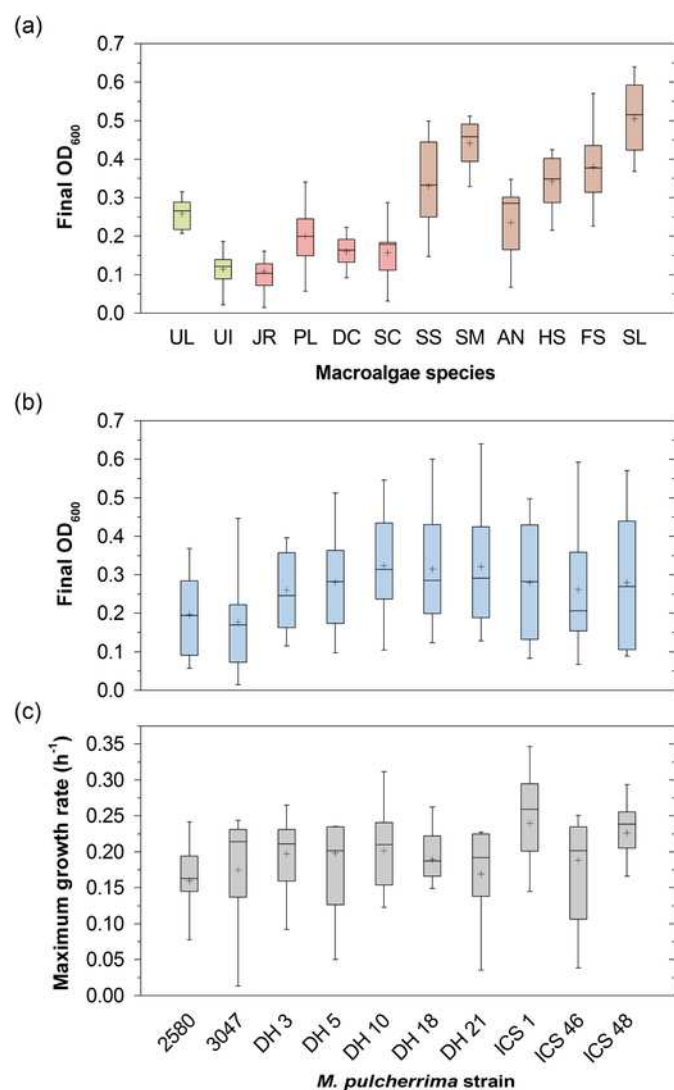 (a)
Final OD600
0.7
0.6
0.5
0.4
0.3
0.2
0.1
0.0
UL UI JR PL DC SC SS SM AN HS FS SL
Macroalgae species
(b)
Final OD600
0.7
0.6
0.5
0.4
0.3
0.2
0.1
0.0
(c)
Maximum growth rate (h-1)
0.35
0.30
0.25
0.20
0.15
0.10
0.05
0.00
2580 3047 DH 3 DH 5 DH 10 DH 18 DH 21 ICS 1 ICS 46 ICS 48
M. pulcherrima strain